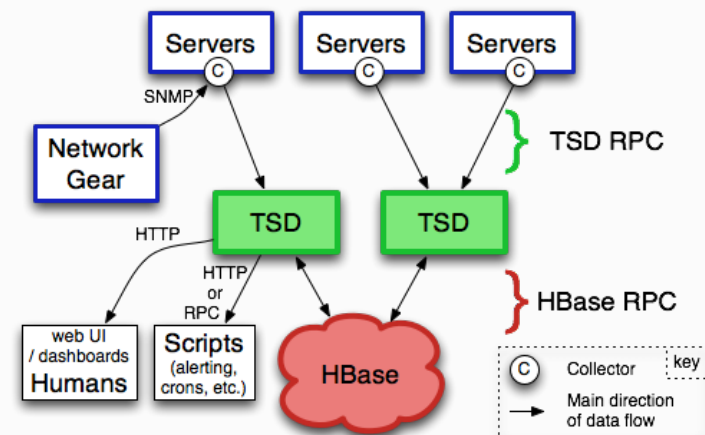 Servers
Servers
Servers
C
C
C
SNMP
Network
Gear
TSD RPC
TSD
TSD
HTTP
HTTP
or
RPC
HBase RPC
web UI
/ dashboards
Humans
Scripts
(alerting,
crons, etc.)
HBase
key
C
Collector
Main direction
of data flow